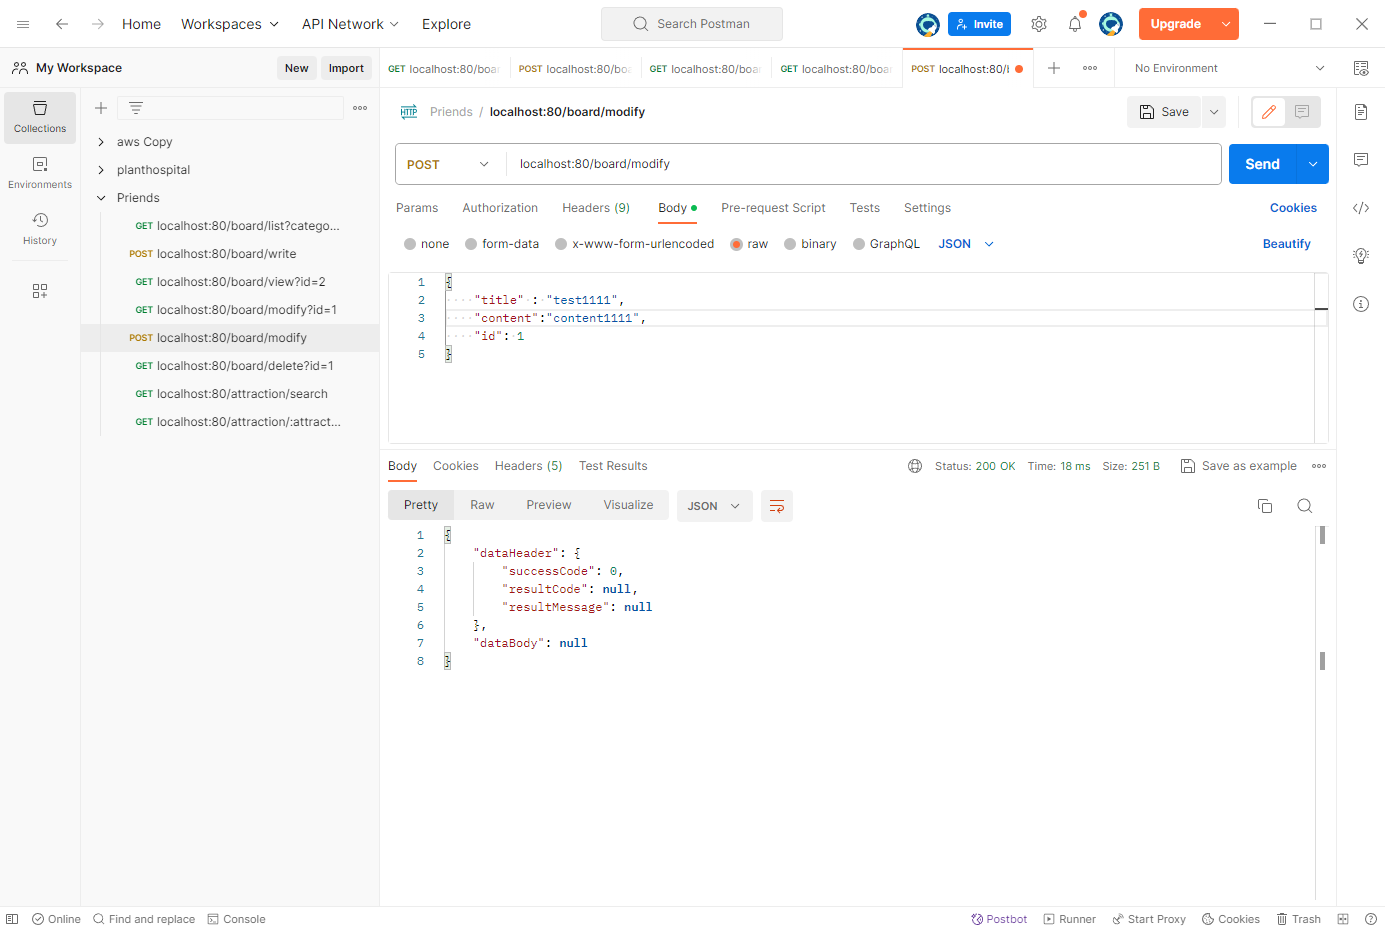 Home Workspaces API Network Explore Search Postman Invite Upgrade
My Workspace New Import
GET localhost:80/boa POST localhost:80/bo GET localhost:80/boa GET localhost:80/boa POST localhost:80/l No Environment
Collections
Environments
History
aws Copy
planthospital
Priends
GET localhost:80/board/list?catego...
POST localhost:80/board/write
GET localhost:80/board/view?id=2
GET localhost:80/board/modify?id=1
POST localhost:80/board/modify
GET localhost:80/board/delete?id=1
GET localhost:80/attraction/search
GET localhost:80/attraction/:attract...
HTTP Priends / localhost:80/board/modify Save
POST localhost:80/board/modify Send
Params Authorization Headers (9) Body Pre-request Script Tests Settings Cookies
none form-data x-www-form-urlencoded raw binary GraphQL JSON Beautify
1 {
2 "title" : "test1111",
3 "content":"content1111",
4 "id": 1
5 }
Body Cookies Headers (5) Test Results Status: 200 OK Time: 18 ms Size: 251 B Save as example
Pretty Raw Preview Visualize JSON
1 {
2 "dataHeader": {
3 "successCode": 0,
4 "resultCode": null,
5 "resultMessage": null
6 },
7 "dataBody": null
8 }
Online Find and replace Console Postbot Runner Start Proxy Cookies Trash